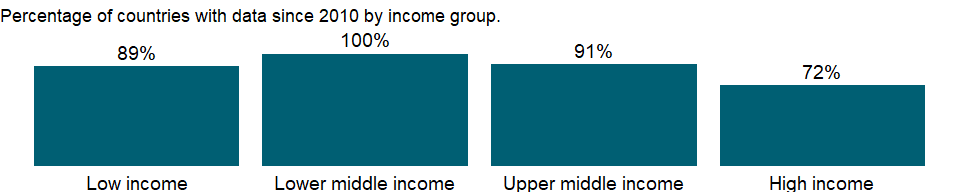 Percentage of countries with data since 2010 by income group.
89%
100%
91%
72%
Low income
Lower middle income
Upper middle income
High income